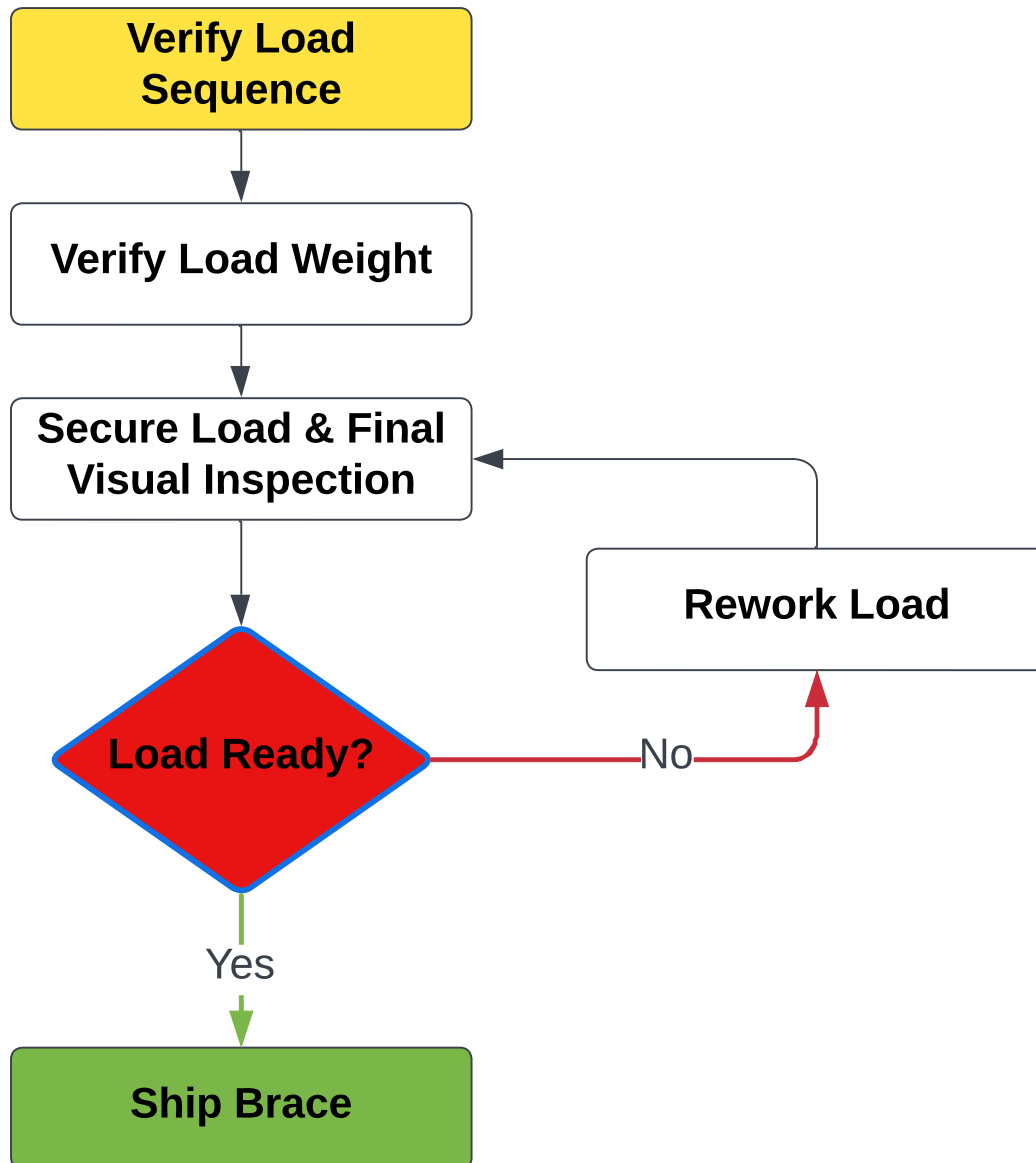 Verify Load
Sequence
Verify Load Weight
Secure Load & Final
Visual Inspection
Rework Load
Load Ready?
No
Yes
Ship Brace